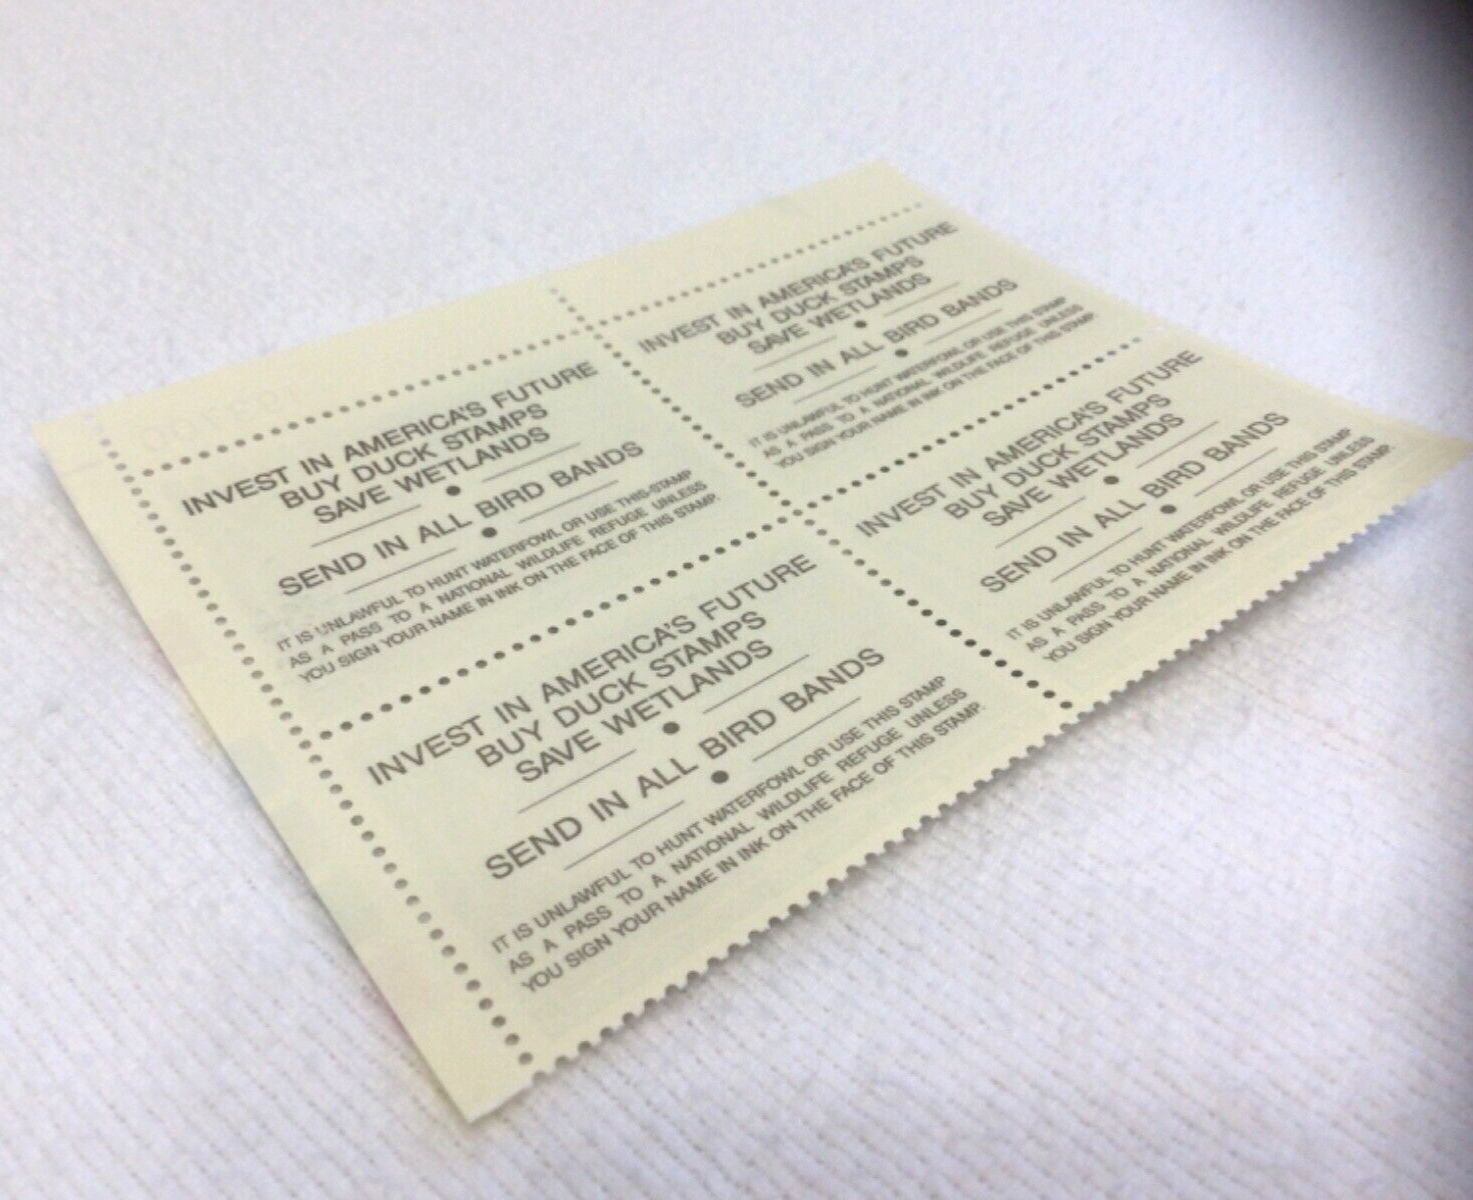 INVEST IN AMERICA'S FUTURE
BUY DUCK STAMPS
SAVE WETLANDS
SEND IN ALL BIRD BANDS
IT IS UNLAWFUL TO HUNT WATERFOWL OR USE THIS STAMP
AS A PASS TO A NATIONAL WILDLIFE REFUGE UNLESS
YOU SIGN YOUR NAME IN INK ON THE FACE OF THIS STAMP.
INVEST IN AMERICA'S FUTURE
BUY DUCK STAMPS
SAVE WETLANDS
SEND IN ALL BIRD BANDS
IT IS UNLAWFUL TO HUNT WATERFOWL OR USE THIS STAMP
AS A PASS TO A NATIONAL WILDLIFE REFUGE UNLESS
YOU SIGN YOUR NAME IN INK ON THE FACE OF THIS STAMP.
INVEST IN AMERICA'S FUTURE
BUY DUCK STAMPS
SAVE WETLANDS
SEND IN ALL BIRD BANDS
IT IS UNLAWFUL TO HUNT WATERFOWL OR USE THIS STAMP
AS A PASS TO A NATIONAL WILDLIFE REFUGE UNLESS
YOU SIGN YOUR NAME IN INK ON THE FACE OF THIS STAMP.
INVEST IN AMERICA'S FUTURE
BUY DUCK STAMPS
SAVE WETLANDS
SEND IN ALL BIRD BANDS
IT IS UNLAWFUL TO HUNT WATERFOWL OR USE THIS STAMP
AS A PASS TO A NATIONAL WILDLIFE REFUGE UNLESS
YOU SIGN YOUR NAME IN INK ON THE FACE OF THIS STAMP.